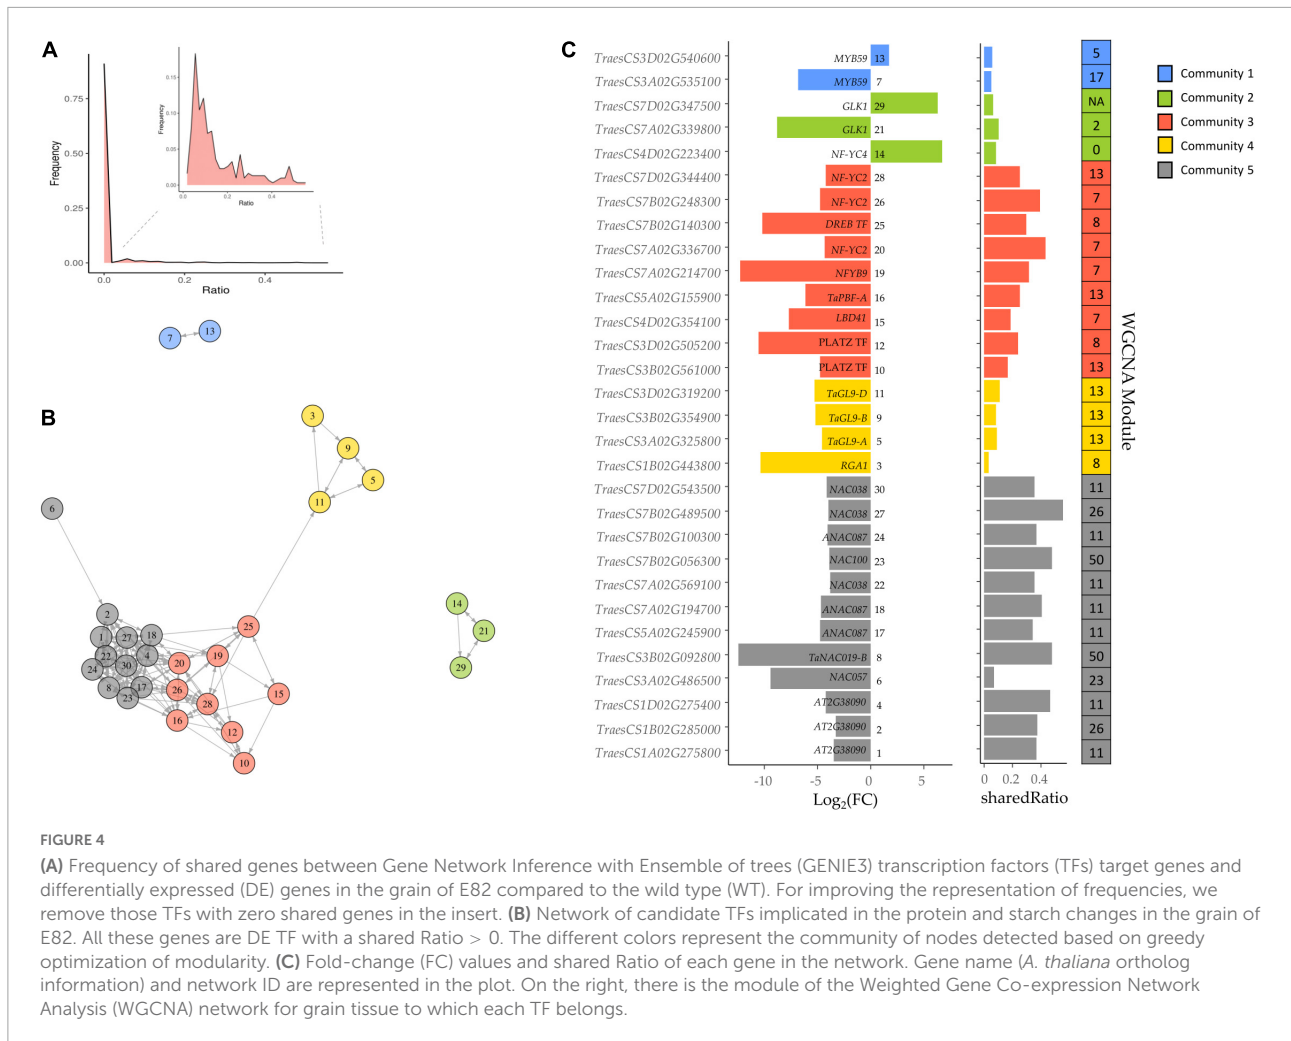 A
Frequency
0.75
0.50
0.25
0.00
0.0
0.2
0.4
Ratio
Frequency
0.15
0.10
0.05
0.00
0.0
0.2
0.4
Ratio
B
7
13
3
9
5
11
6
2
1
27
18
22
4
24
30
8
17
23
25
19
20
26
28
15
16
12
10
14
21
29
C
TraesCS3D02G540600 MYB59 13 5
TraesCS3A02G535100 MYB59 7 17
TraesCS7D02G347500 GLK1 29 NA
TraesCS7A02G339800 GLK1 21 2
TraesCS4D02G223400 NF-YC4 14 0
TraesCS7D02G344400 NF-YC2 28 13
TraesCS7B02G248300 NF-YC2 26 7
TraesCS7B02G140300 DREB TF 25 8
TraesCS7A02G336700 NF-YC2 20 7
TraesCS7A02G214700 NFYB9 19 7
TraesCS5A02G155900 TaPBF-A 16 13
TraesCS4D02G354100 LBD41 15 7
TraesCS3D02G505200 PLATZ TF 12 8
TraesCS3B02G561000 PLATZ TF 10 13
TraesCS3D02G319200 TaGL9-D 11 13
TraesCS3B02G354900 TaGL9-B 9 13
TraesCS3A02G325800 TaGL9-A 5 13
TraesCS1B02G443800 RGA1 3 8
TraesCS7D02G543500 NAC038 30 11
TraesCS7B02G489500 NAC038 27 26
TraesCS7B02G100300 ANAC087 24 11
TraesCS7B02G056300 NAC100 23 50
TraesCS7A02G569100 NAC038 22 11
TraesCS7A02G194700 ANAC087 18 11
TraesCS5A02G245900 ANAC087 17 11
TraesCS3B02G092800 TaNAC019-B 8 50
TraesCS3A02G486500 NAC057 6 23
TraesCS1D02G275400 AT2G38090 4 11
TraesCS1B02G285000 AT2G38090 2 26
TraesCS1A02G275800 AT2G38090 1 11
-10 -5 0 5
Log2(FC)
0 0.2 0.4
sharedRatio
WGCNA Module
Community 1
Community 2
Community 3
Community 4
Community 5
FIGURE 4
(A) Frequency of shared genes between Gene Network Inference with Ensemble of trees (GENIE3) transcription factors (TFs) target genes and
differentially expressed (DE) genes in the grain of E82 compared to the wild type (WT). For improving the representation of frequencies, we
remove those TFs with zero shared genes in the insert. (B) Network of candidate TFs implicated in the protein and starch changes in the grain of
E82. All these genes are DE TF with a shared Ratio > 0. The different colors represent the community of nodes detected based on greedy
optimization of modularity. (C) Fold-change (FC) values and shared Ratio of each gene in the network. Gene name (A. thaliana ortholog
information) and network ID are represented in the plot. On the right, there is the module of the Weighted Gene Co-expression Network
Analysis (WGCNA) network for grain tissue to which each TF belongs.